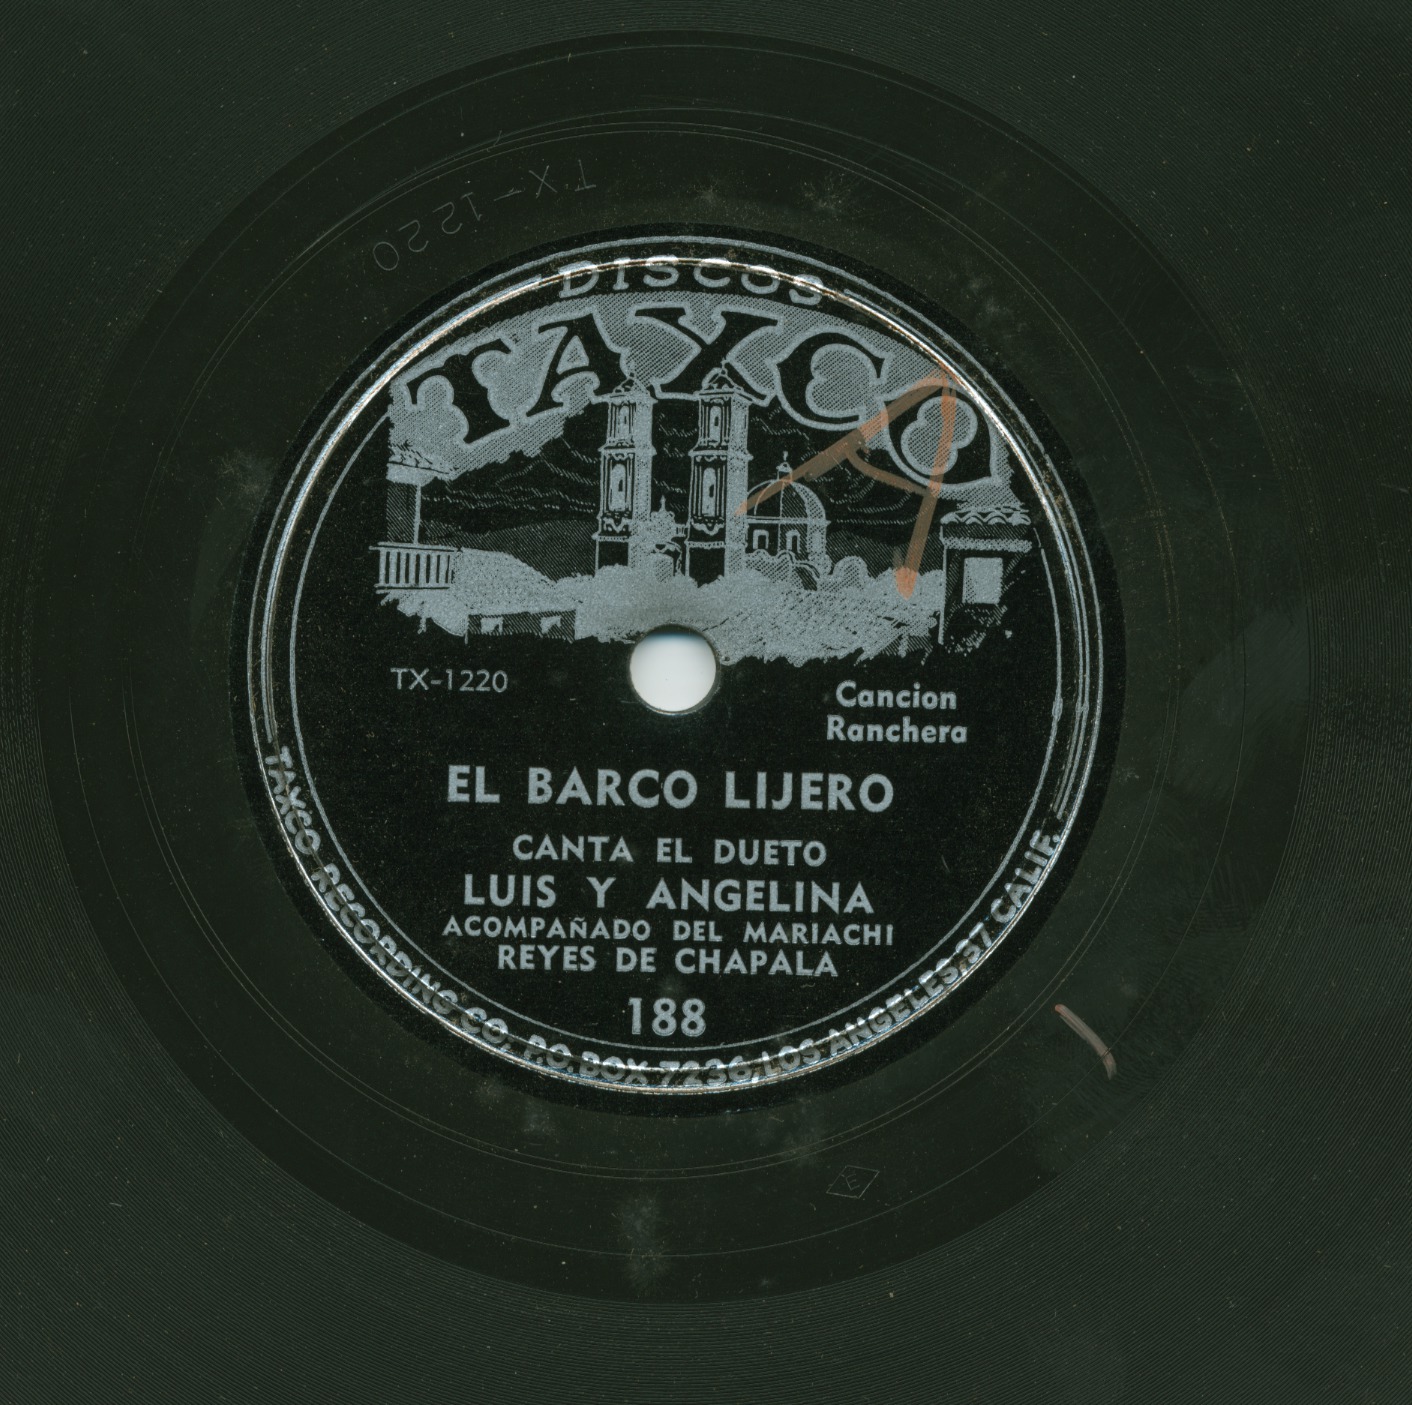 TX-1220
DISCOS
TAXCO
TX-1220
Cancion
Ranchera
EL BARCO LIJERO
CANTA EL DUETO
LUIS Y ANGELINA
ACOMPAÑADO DEL MARIACHI
REYES DE CHAPALA
188
TAXCO RECORDING CO. P.O. BOX 7236, LOS ANGELES 37 CALIF.
A
E